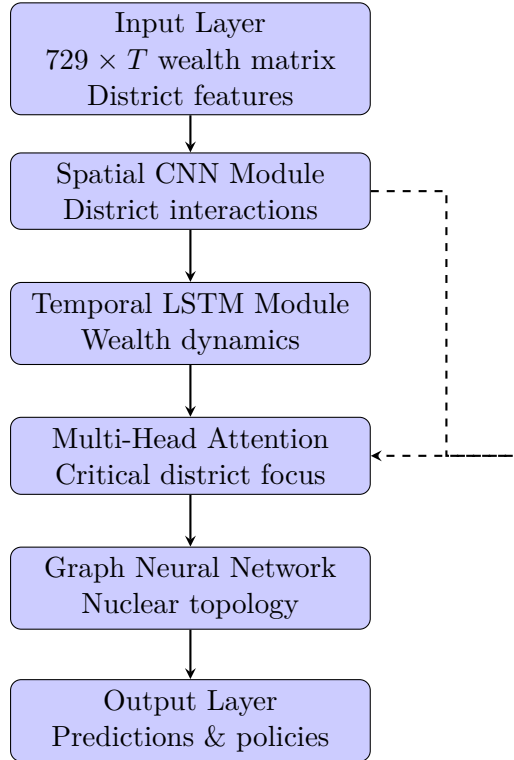 Input Layer
729 × T wealth matrix
District features
Spatial CNN Module
District interactions
Temporal LSTM Module
Wealth dynamics
Multi-Head Attention
Critical district focus
Graph Neural Network
Nuclear topology
Output Layer
Predictions & policies